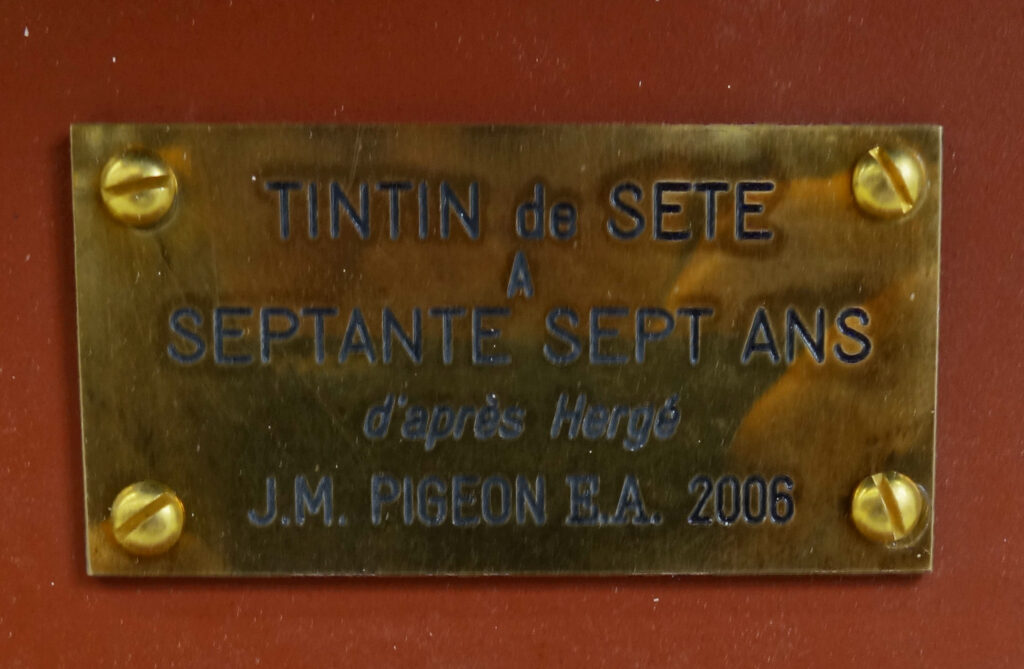 TINTIN de SETE
A
SEPTANTE SEPT ANS
d'après Hergé
J.M. PIGEON E.A. 2006